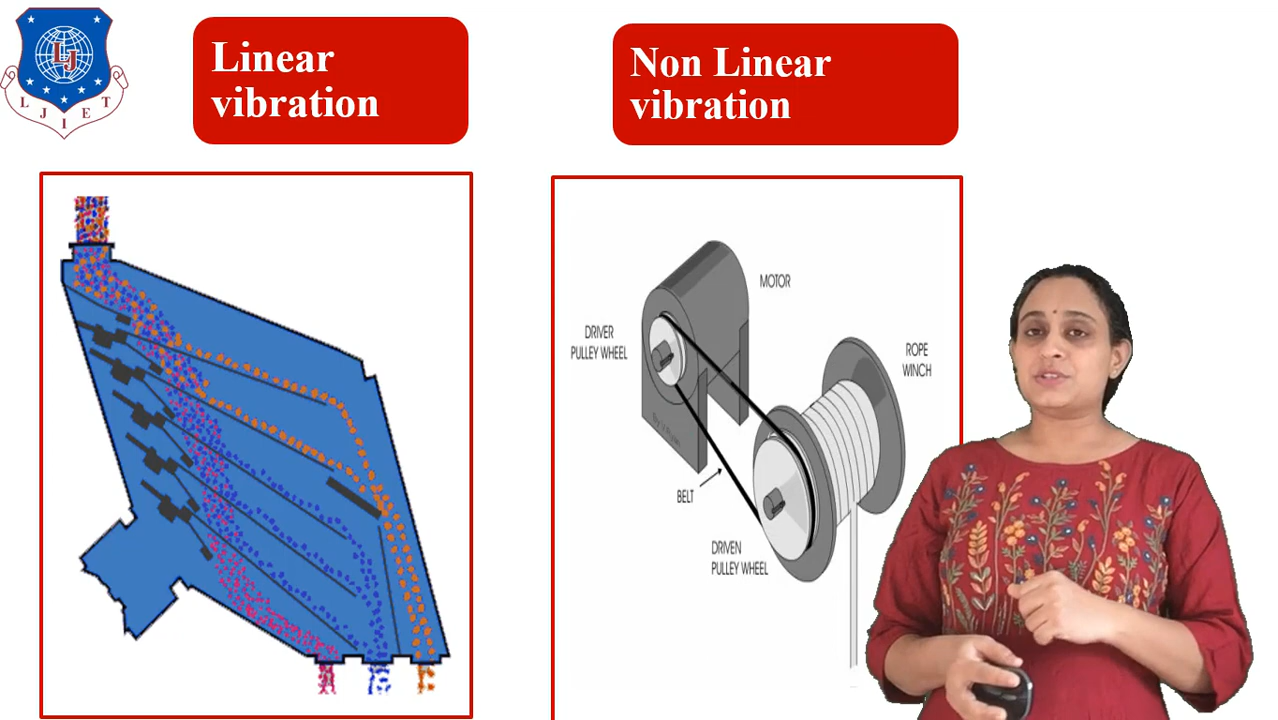 LJ
L J I E T
Linear
vibration
Non Linear
vibration
MOTOR
DRIVER
PULLEY WHEEL
ROPE
WINCH
BELT
DRIVEN
PULLEY WHEEL